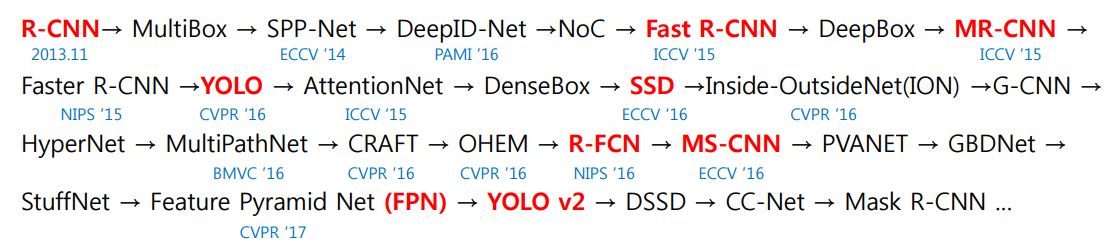 R-CNN→ MultiBox → SPP-Net → DeepID-Net →NoC → Fast R-CNN → DeepBox → MR-CNN →
2013.11 ECCV '14 PAMI '16 ICCV '15 ICCV '15
Faster R-CNN →YOLO → AttentionNet → DenseBox → SSD →Inside-OutsideNet(ION) →G-CNN →
NIPS '15 CVPR '16 ICCV '15 ECCV '16 CVPR '16
HyperNet → MultiPathNet → CRAFT → OHEM → R-FCN → MS-CNN → PVANET → GBDNet →
BMVC '16 CVPR '16 CVPR '16 NIPS '16 ECCV '16
StuffNet → Feature Pyramid Net (FPN) → YOLO v2 → DSSD → CC-Net → Mask R-CNN ...
CVPR '17